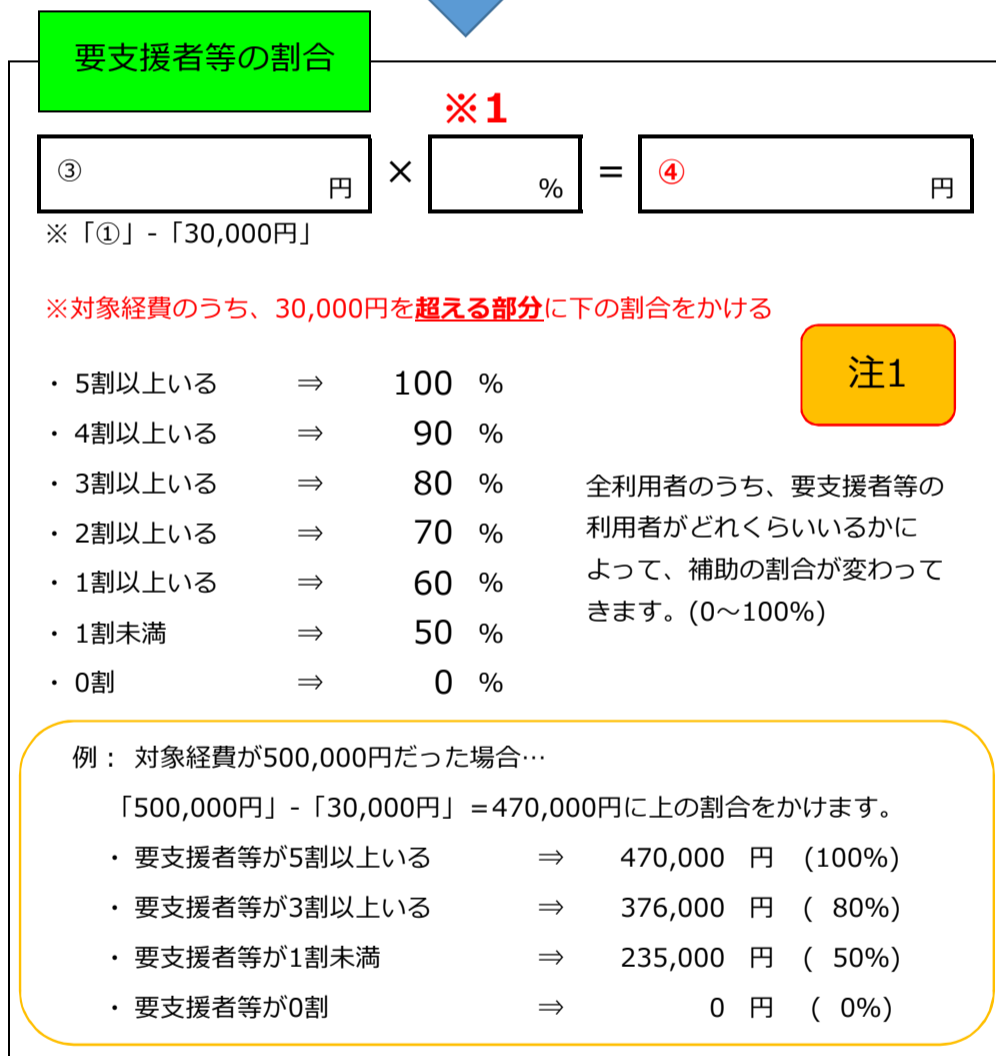 要支援者等の割合
※1
③ 円 × % = ④ 円
※「①」-「30,000円」
※対象経費のうち、30,000円を超える部分に下の割合をかける
注1
・ 5割以上いる ⇒ 100 %
・ 4割以上いる ⇒ 90 %
・ 3割以上いる ⇒ 80 %
・ 2割以上いる ⇒ 70 %
・ 1割以上いる ⇒ 60 %
・ 1割未満 ⇒ 50 %
・ 0割 ⇒ 0 %
全利用者のうち、要支援者等の
利用者がどれくらいいるかに
よって、補助の割合が変わって
きます。(0～100%)
例： 対象経費が500,000円だった場合…
「500,000円」-「30,000円」=470,000円に上の割合をかけます。
・ 要支援者等が5割以上いる ⇒ 470,000 円 (100%)
・ 要支援者等が3割以上いる ⇒ 376,000 円 ( 80%)
・ 要支援者等が1割未満 ⇒ 235,000 円 ( 50%)
・ 要支援者等が0割 ⇒ 0 円 ( 0%)